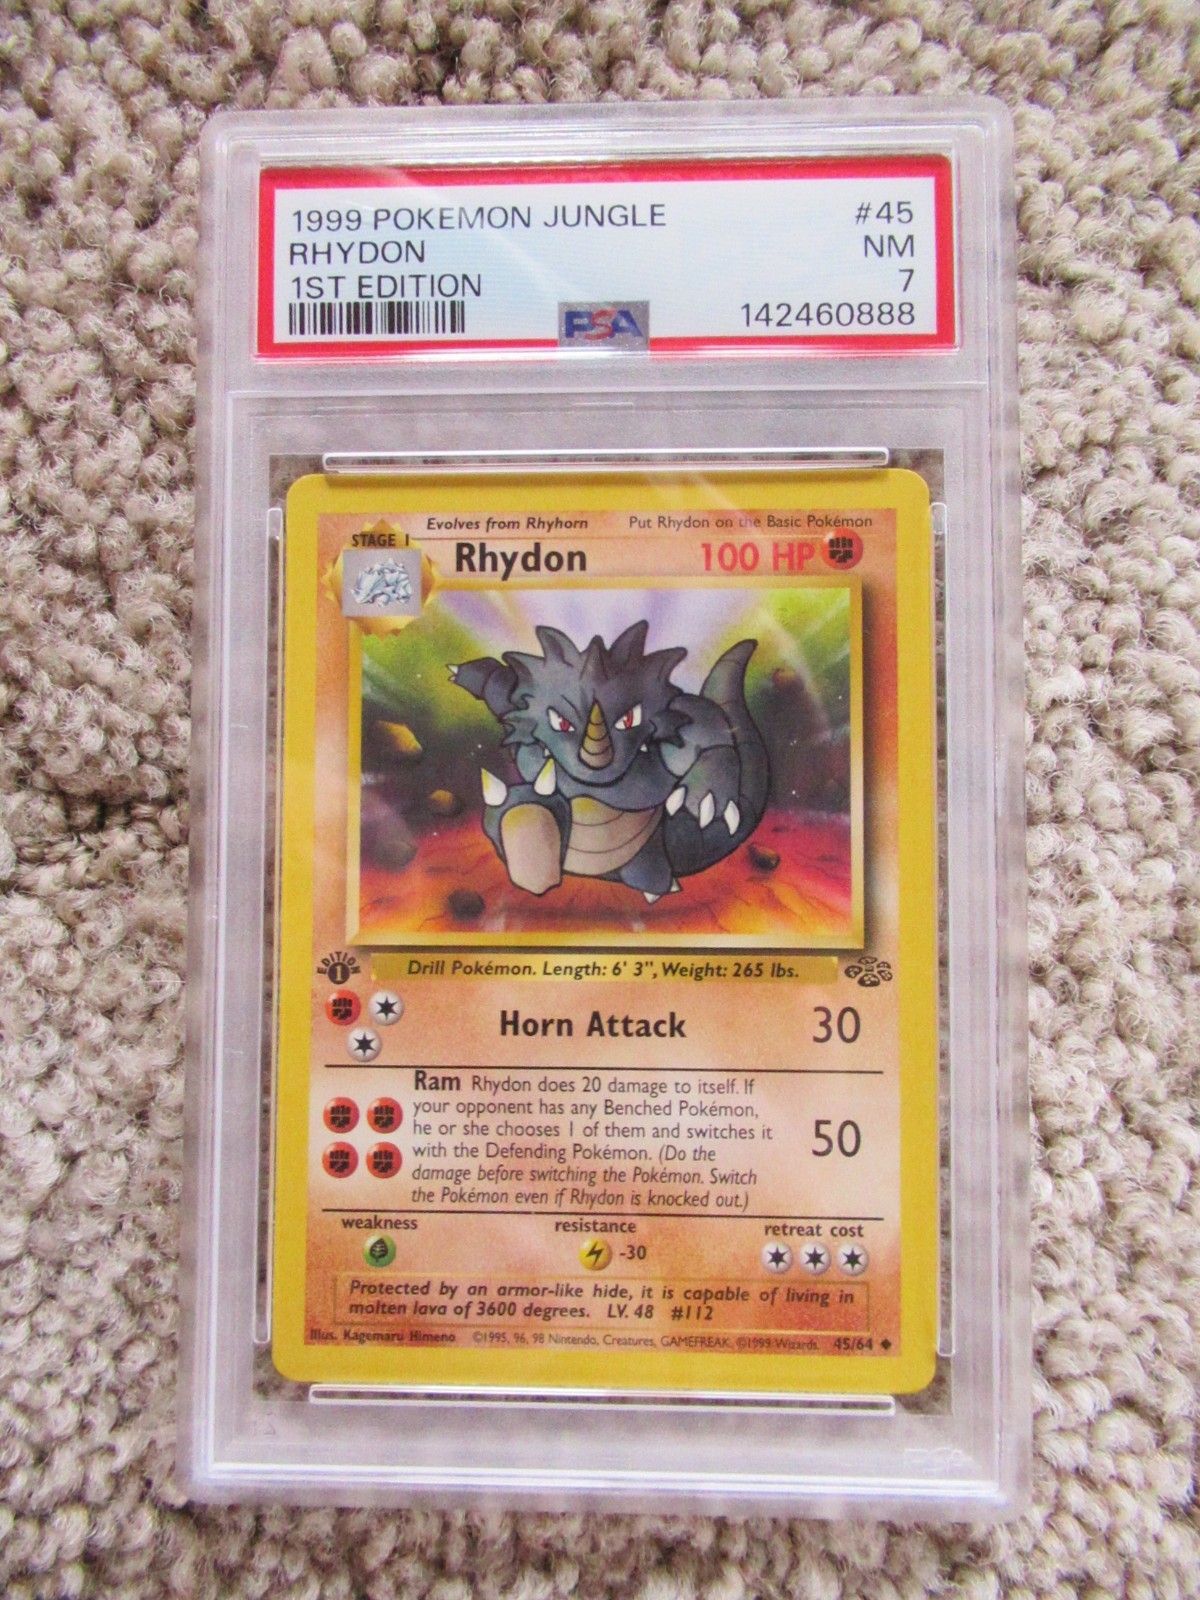 1999 POKEMON JUNGLE #45
RHYDON NM
1ST EDITION 7
PSA 142460888
Evolves from Rhyhorn Put Rhydon on the Basic Pokémon
STAGE 1
Rhydon 100 HP
EDITION 1
Drill Pokémon. Length: 6' 3", Weight: 265 lbs.
Horn Attack 30
Ram Rhydon does 20 damage to itself. If
your opponent has any Benched Pokémon,
he or she chooses 1 of them and switches it
with the Defending Pokémon. (Do the
damage before switching the Pokémon. Switch
the Pokémon even if Rhydon is knocked out.)
50
weakness resistance retreat cost
-30
Protected by an armor-like hide, it is capable of living in
molten lava of 3600 degrees. LV. 48 #112
Illus. Kagemaru Himeno ©1995, 96, 98 Nintendo, Creatures, GAMEFREAK. ©1999 Wizards. 45/64